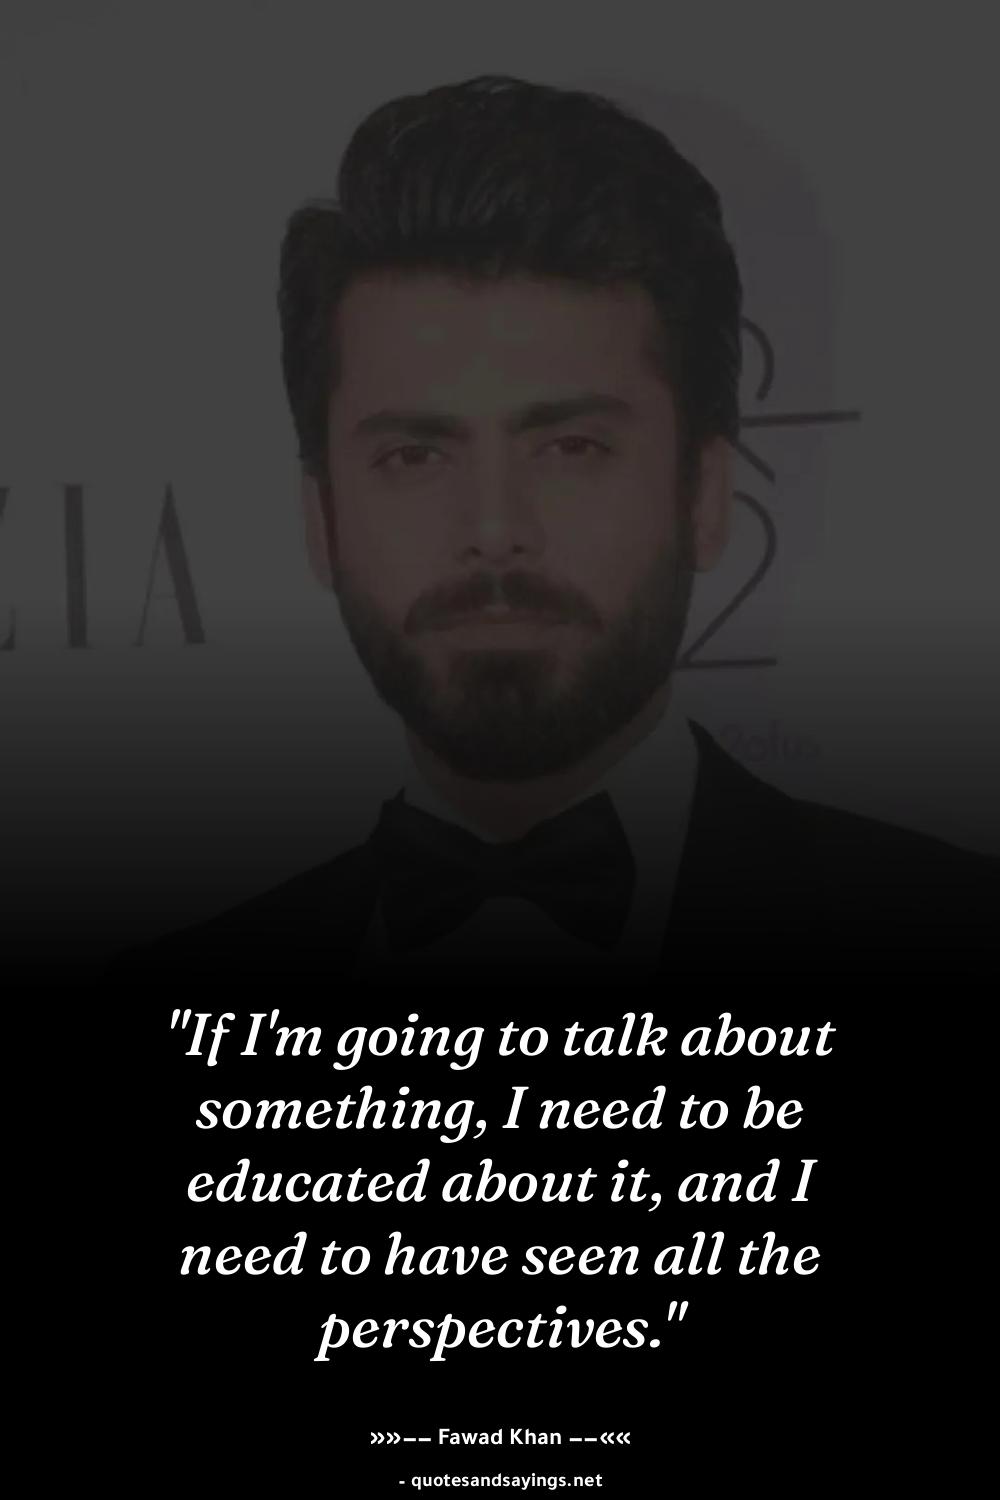 ZIA
"If I'm going to talk about
something, I need to be
educated about it, and I
need to have seen all the
perspectives."
»»–– Fawad Khan ––««
- quotesandsayings.net